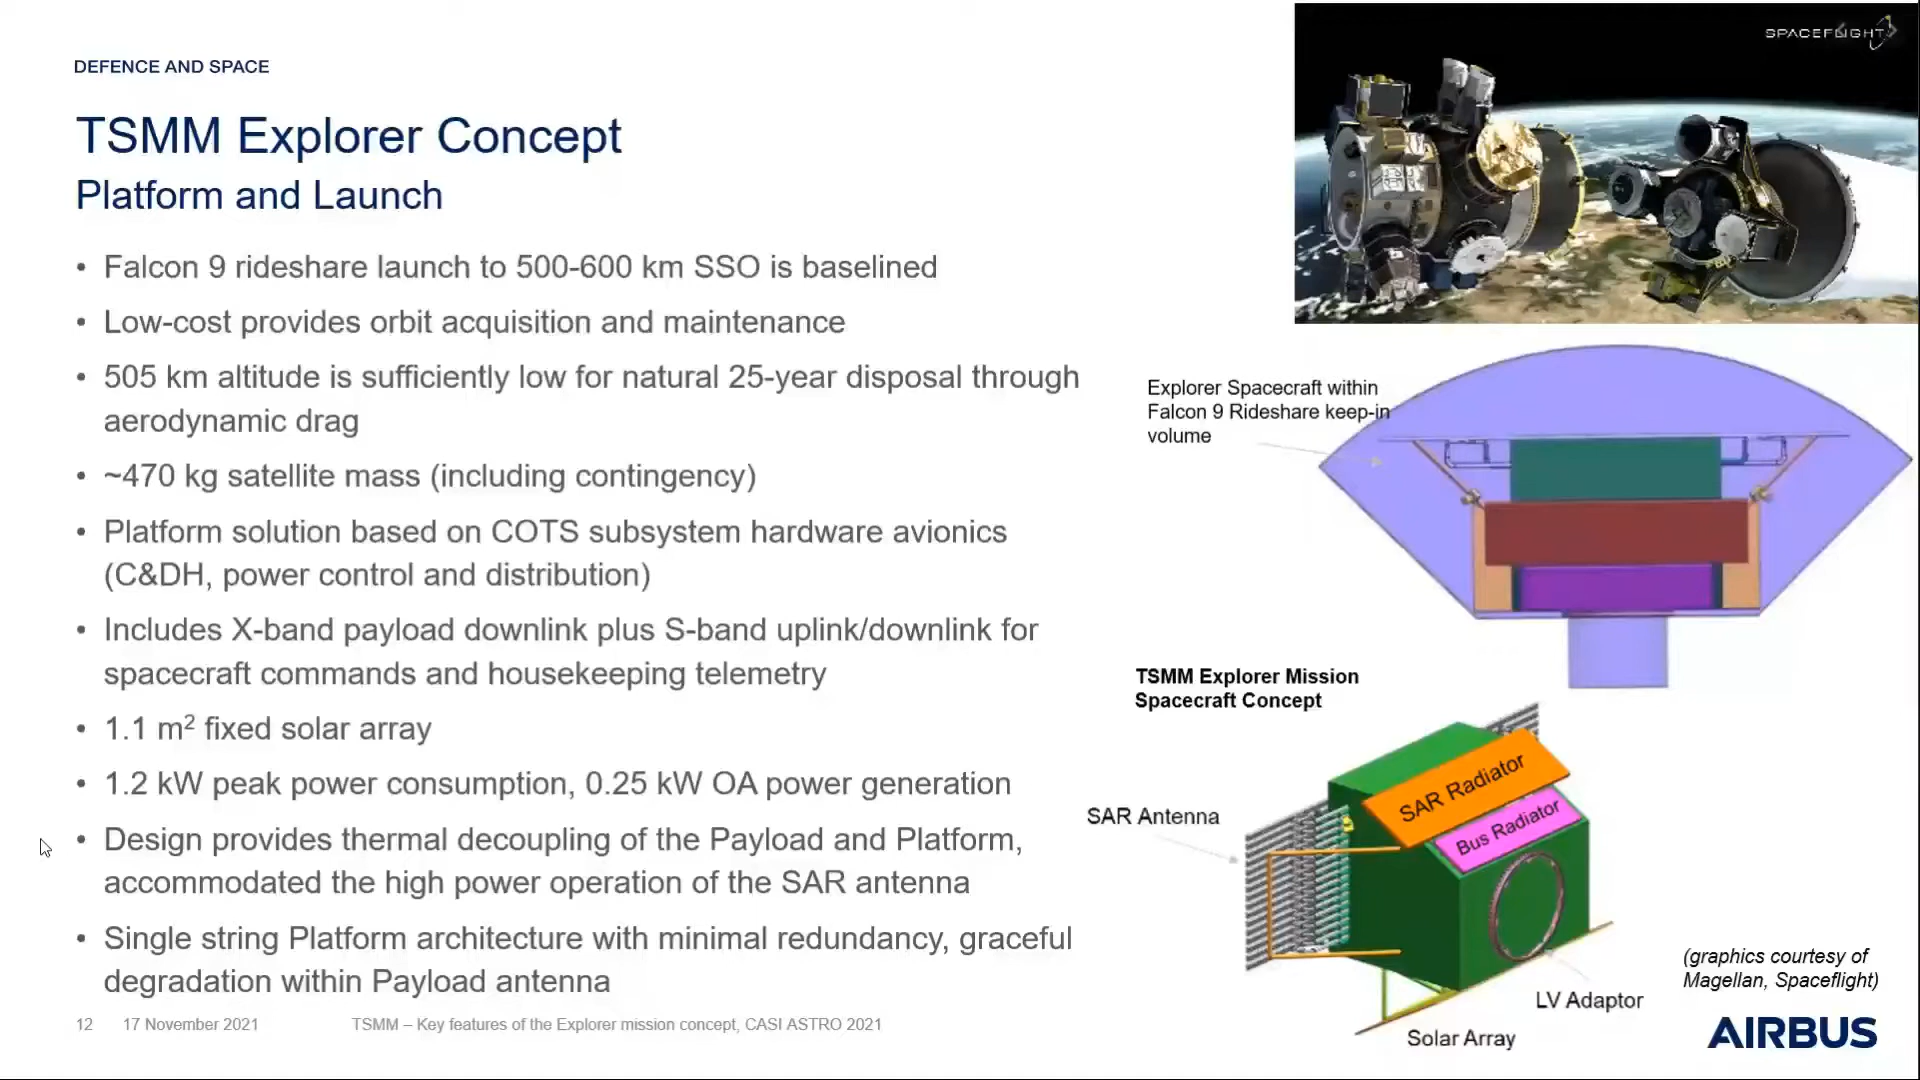 SPACEFLIGHT
DEFENCE AND SPACE
TSMM Explorer Concept
Platform and Launch
• Falcon 9 rideshare launch to 500-600 km SSO is baselined
• Low-cost provides orbit acquisition and maintenance
• 505 km altitude is sufficiently low for natural 25-year disposal through
aerodynamic drag
• ~470 kg satellite mass (including contingency)
• Platform solution based on COTS subsystem hardware avionics
(C&DH, power control and distribution)
• Includes X-band payload downlink plus S-band uplink/downlink for
spacecraft commands and housekeeping telemetry
• 1.1 m² fixed solar array
• 1.2 kW peak power consumption, 0.25 kW OA power generation
• Design provides thermal decoupling of the Payload and Platform,
accommodated the high power operation of the SAR antenna
• Single string Platform architecture with minimal redundancy, graceful
degradation within Payload antenna
Explorer Spacecraft within
Falcon 9 Rideshare keep-in
volume
TSMM Explorer Mission
Spacecraft Concept
SAR Radiator
Bus Radiator
SAR Antenna
LV Adaptor
Solar Array
(graphics courtesy of
Magellan, Spaceflight)
12 17 November 2021 TSMM – Key features of the Explorer mission concept, CASI ASTRO 2021
AIRBUS